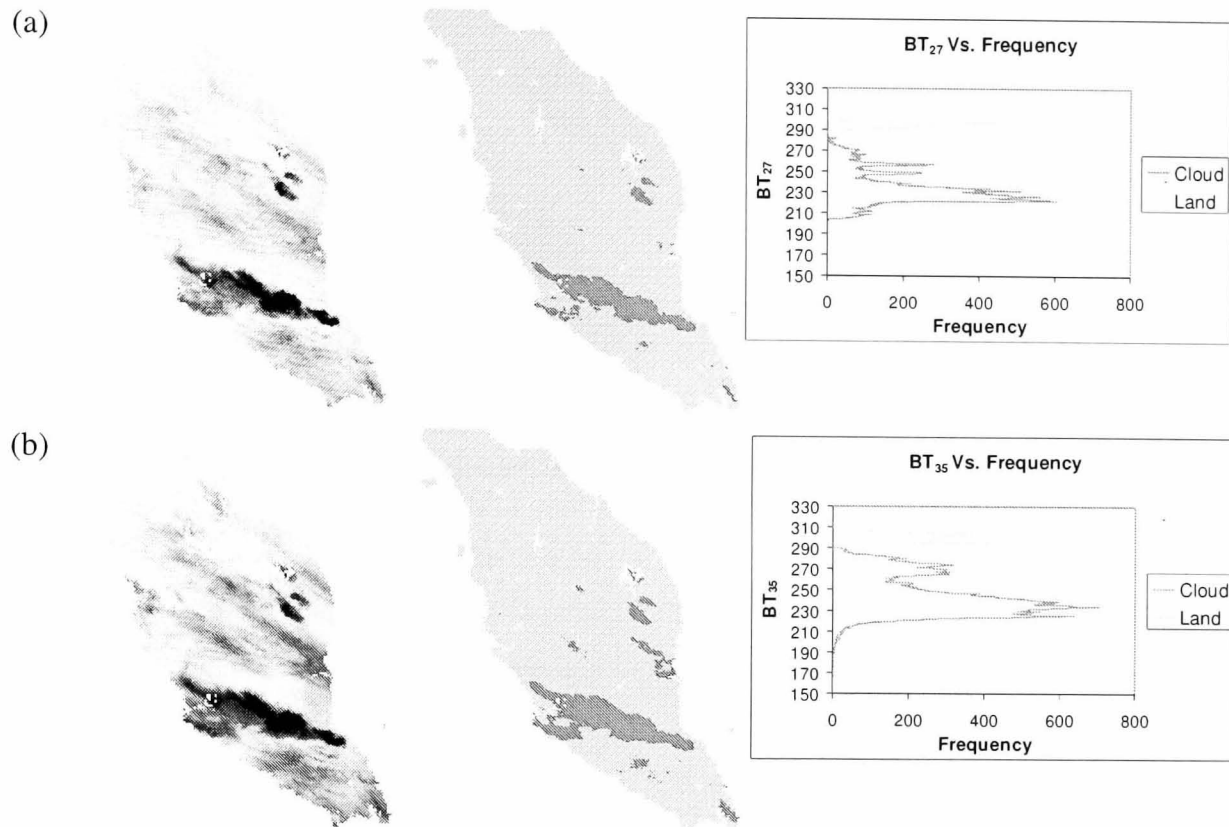 (a)
BT₂₇ Vs. Frequency
BT₂₇
330
310
290
270
250
230
210
190
170
150
0 200 400 600 800
Frequency
Cloud
Land
(b)
BT₃₅ Vs. Frequency
BT₃₅
330
310
290
270
250
230
210
190
170
150
0 200 400 600 800
Frequency
Cloud
Land